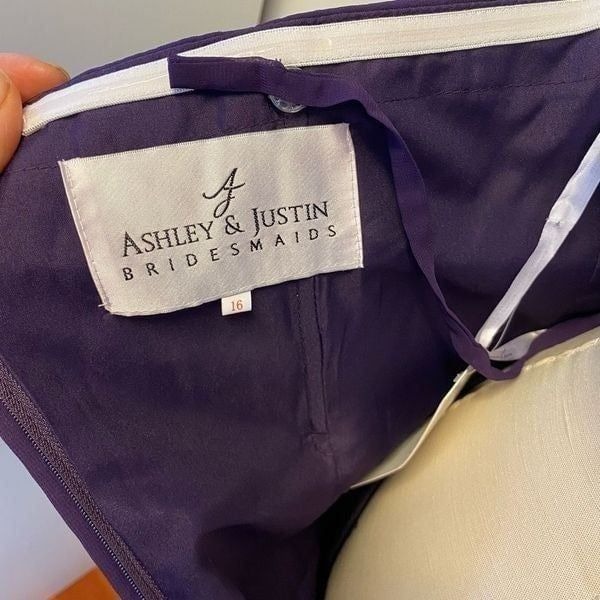 AJ
ASHLEY & JUSTIN
BRIDESMAIDS
16